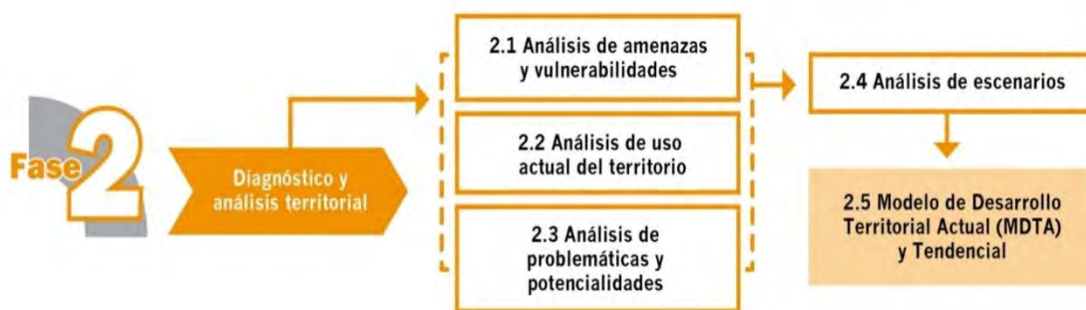 Fase 2
Diagnóstico y
análisis territorial
2.1 Análisis de amenazas
y vulnerabilidades
2.2 Análisis de uso
actual del territorio
2.3 Análisis de
problemáticas y
potencialidades
2.4 Análisis de escenarios
2.5 Modelo de Desarrollo
Territorial Actual (MDTA)
y Tendencial